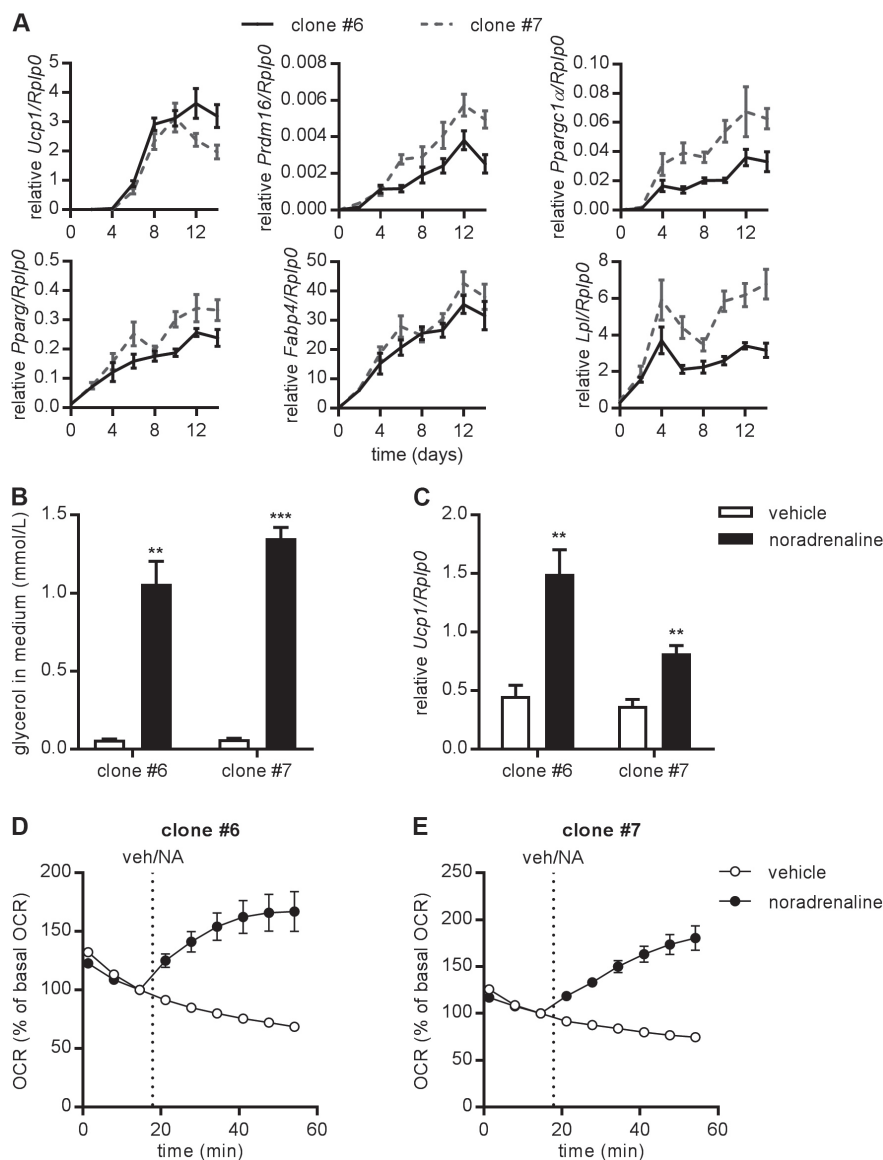 A
clone #6
clone #7
relative Ucp1/Rplp0
5
4
3
2
1
0
0 4 8 12
relative Prdm16/Rplp0
0.008
0.006
0.004
0.002
0.000
0 4 8 12
relative Ppargc1α/Rplp0
0.10
0.08
0.06
0.04
0.02
0.00
0 4 8 12
relative Pparg/Rplp0
0.5
0.4
0.3
0.2
0.1
0.0
0 4 8 12
relative Fabp4/Rplp0
50
40
30
20
10
0
0 4 8 12
time (days)
relative Lpl/Rplp0
8
6
4
2
0
0 4 8 12
B
glycerol in medium (mmol/L)
1.5
1.0
0.5
0.0
**
***
clone #6
clone #7
C
relative Ucp1/Rplp0
2.0
1.5
1.0
0.5
0.0
**
**
clone #6
clone #7
vehicle
noradrenaline
D
clone #6
veh/NA
OCR (% of basal OCR)
200
150
100
50
0
0 20 40 60
time (min)
E
clone #7
veh/NA
OCR (% of basal OCR)
250
200
150
100
50
0
0 20 40 60
time (min)
vehicle
noradrenaline